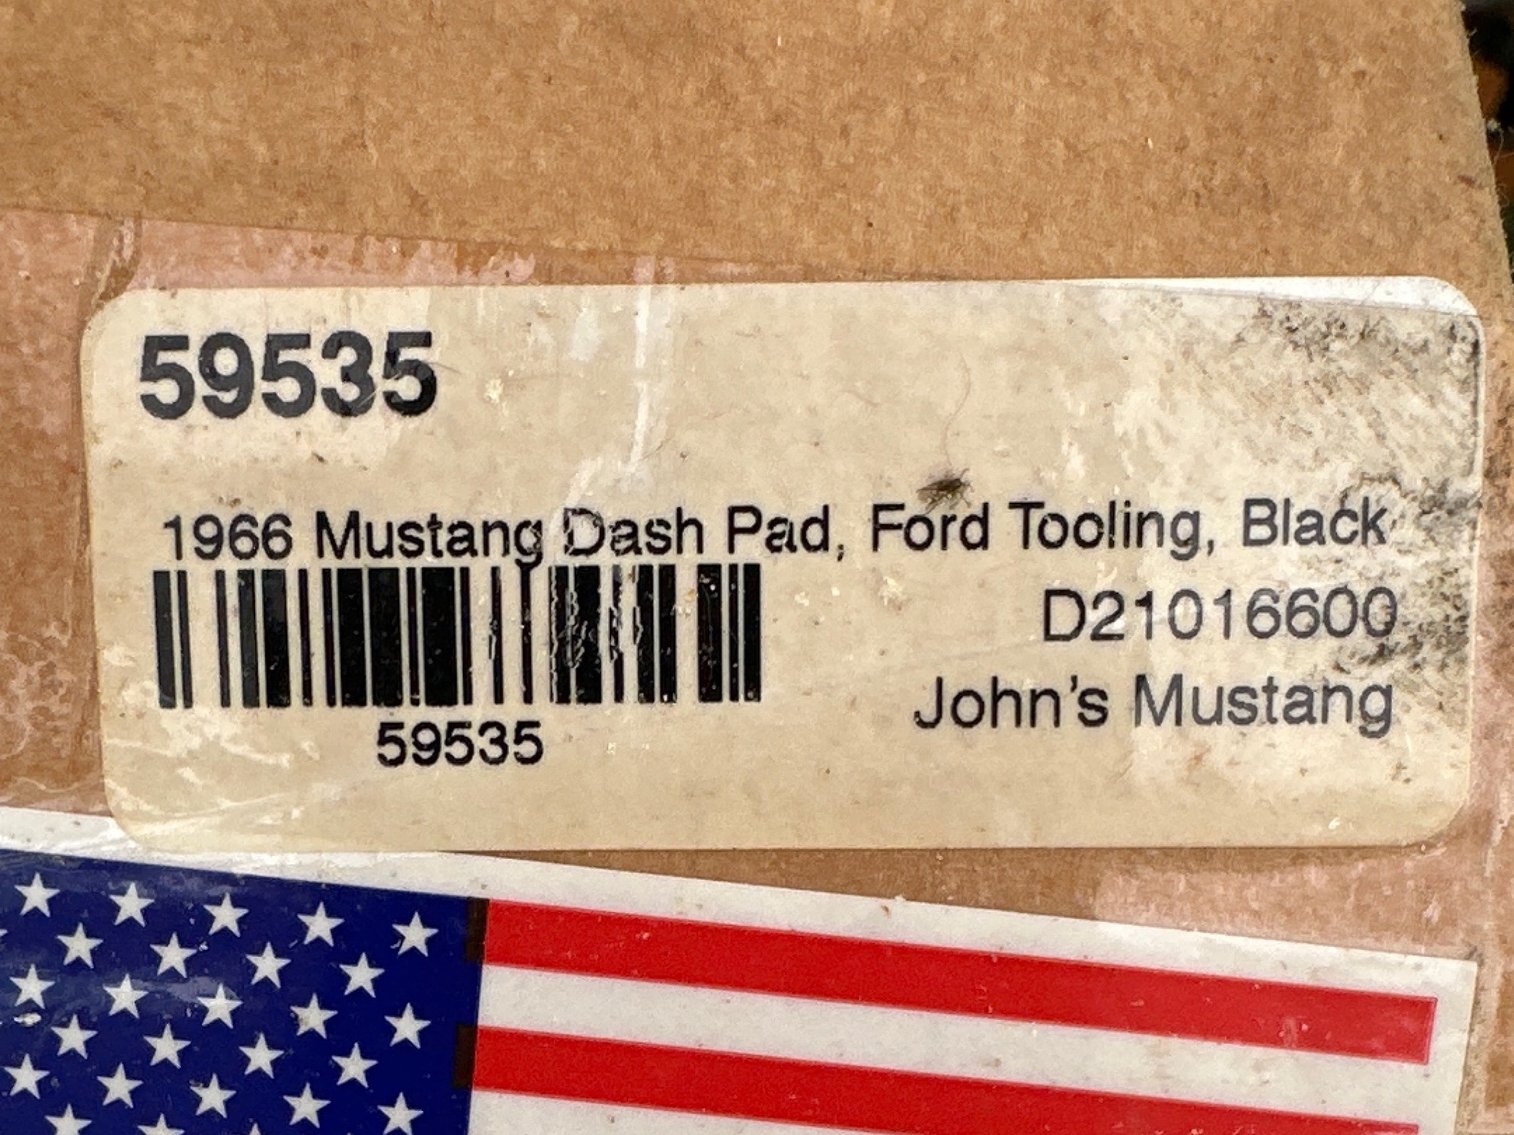 59535
1966 Mustang Dash Pad, Ford Tooling, Black
D21016600
John's Mustang
59535